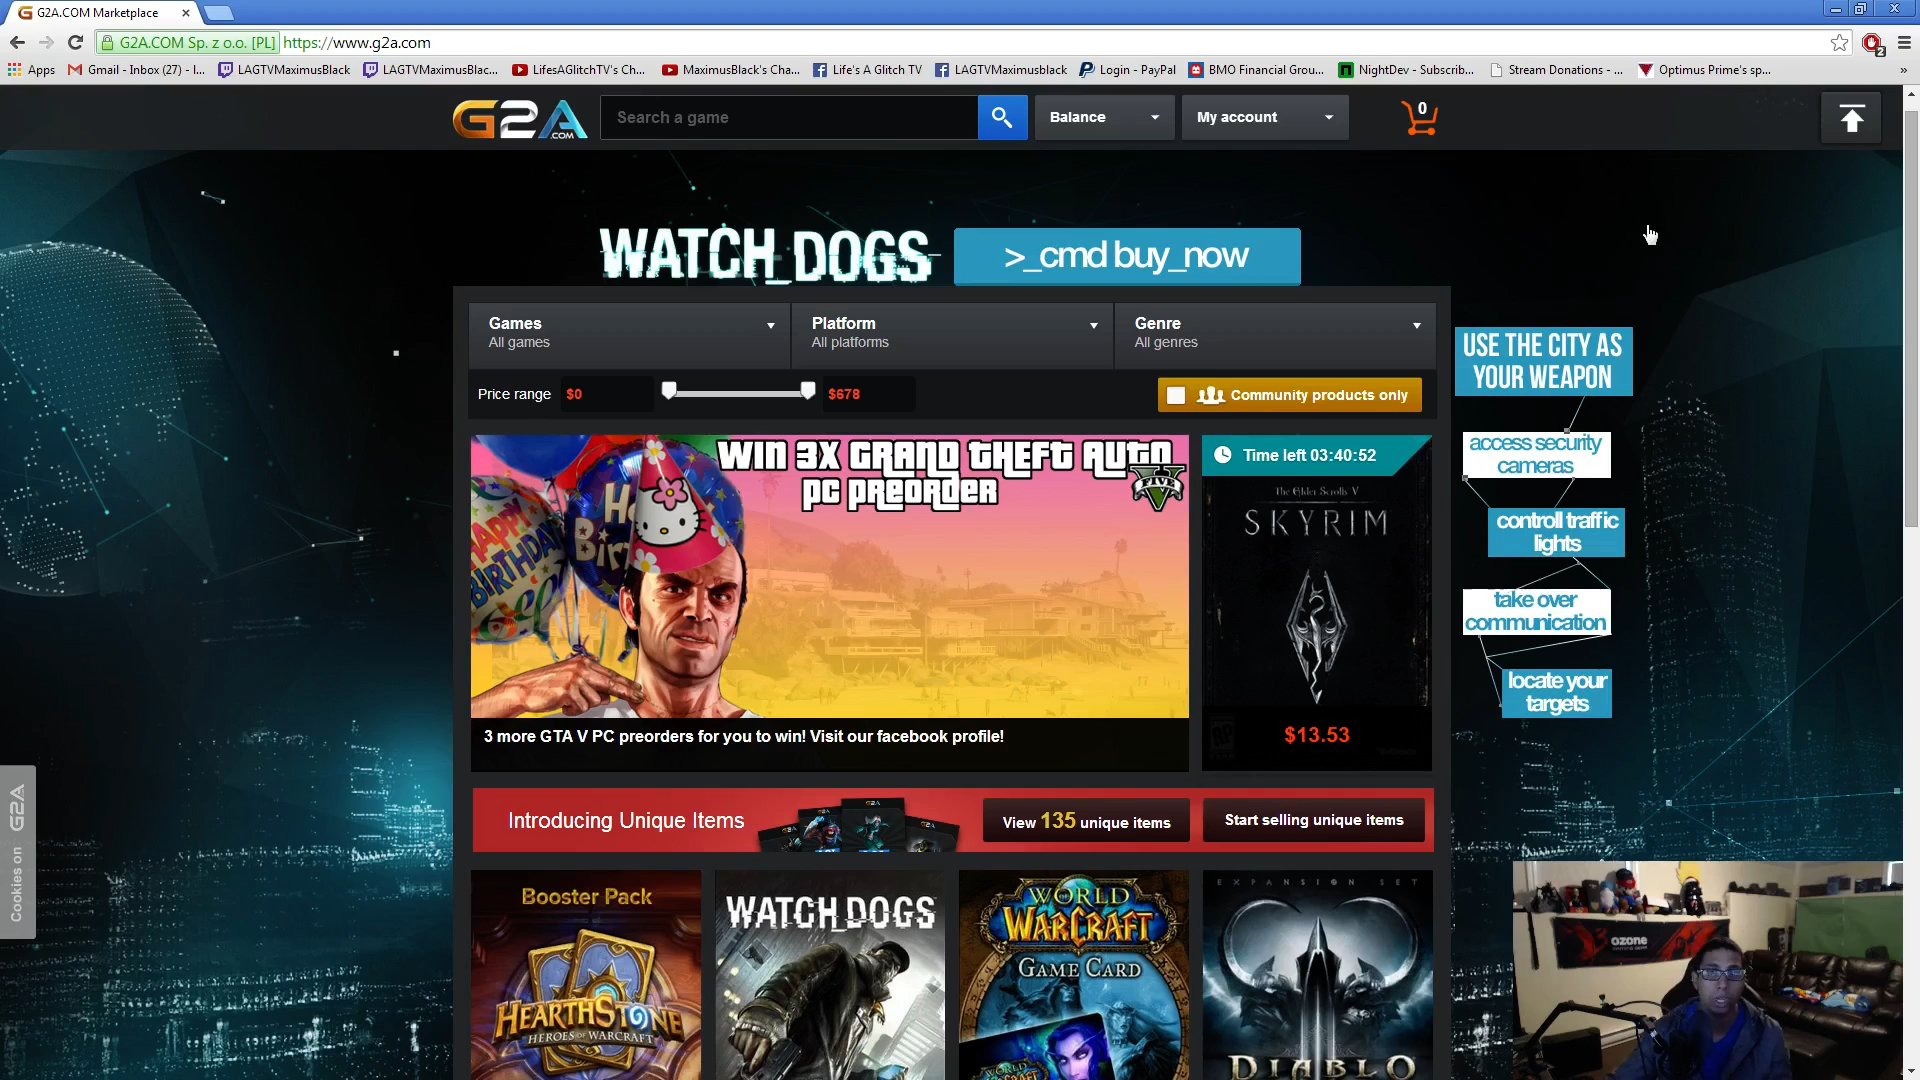 G2A.COM Marketplace
G2A.COM Sp. z o.o. [PL]
https://www.g2a.com
2
Apps
Gmail - Inbox (27) - l...
LAGTVMaximusBlack
LAGTVMaximusBlac...
LifesAGlitchTV's Ch...
MaximusBlack's Cha...
Life's A Glitch TV
LAGTVMaximusblack
Login - PayPal
BMO Financial Grou...
NightDev - Subscrib...
Stream Donations - ...
Optimus Prime's sp...
»
G2A.COM
Search a game
Balance
My account
0
WATCH_DOGS
>_cmd buy_now
Games
All games
Platform
All platforms
Genre
All genres
Price range
$0
$678
Community products only
USE THE CITY AS
YOUR WEAPON
access security
cameras
controll traffic
lights
take over
communication
locate your
targets
WIN 3X GRAND THEFT AUTO
PC PREORDER
FIVE
3 more GTA V PC preorders for you to win! Visit our facebook profile!
Time left 03:40:52
The Elder Scrolls V
SKYRIM
$13.53
Introducing Unique Items
View 135 unique items
Start selling unique items
Cookies on G2A
Booster Pack
HEARTHSTONE
HEROES OF WARCRAFT
WATCH_DOGS
WORLD
WARCRAFT
GAME CARD
EXPANSION SET
DIABLO
ozone